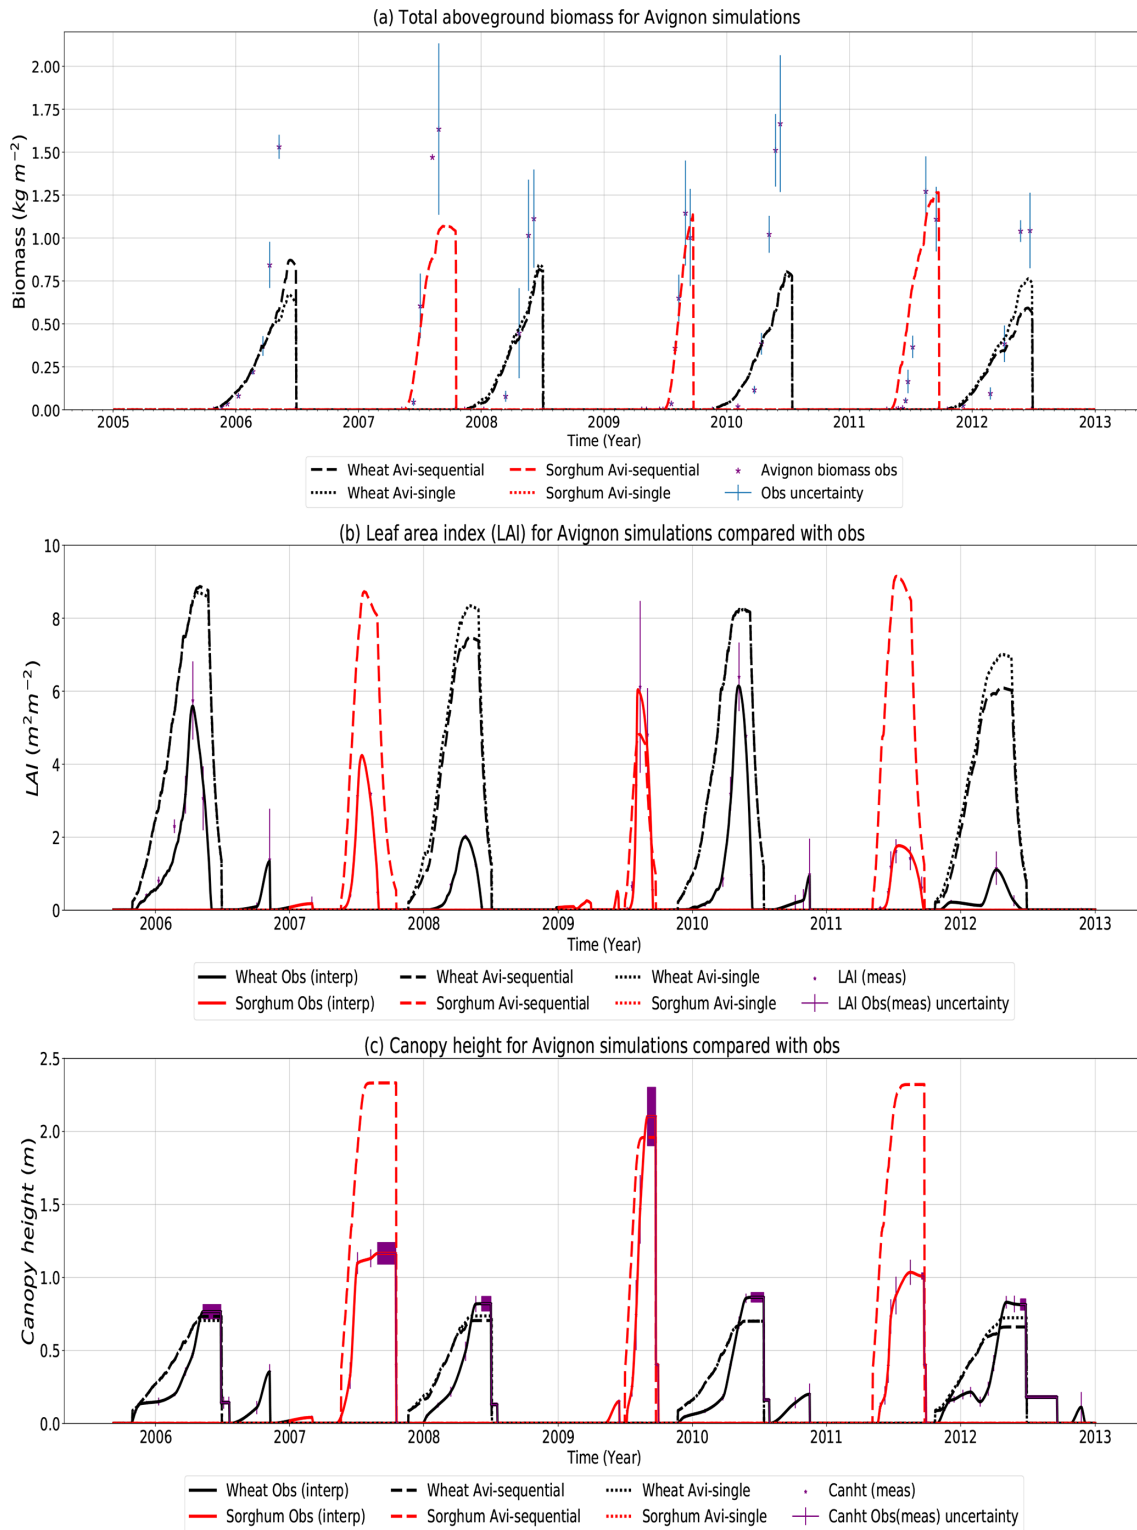 (a) Total aboveground biomass for Avignon simulations
Biomass (kg m⁻²)
2.00
1.75
1.50
1.25
1.00
0.75
0.50
0.25
0.00
2005 2006 2007 2008 2009 2010 2011 2012 2013
Time (Year)
Wheat Avi-sequential Sorghum Avi-sequential Avignon biomass obs
Wheat Avi-single Sorghum Avi-single Obs uncertainty
(b) Leaf area index (LAI) for Avignon simulations compared with obs
LAI (m²m⁻²)
10
8
6
4
2
0
2006 2007 2008 2009 2010 2011 2012 2013
Time (Year)
Wheat Obs (interp) Wheat Avi-sequential Wheat Avi-single LAI (meas)
Sorghum Obs (interp) Sorghum Avi-sequential Sorghum Avi-single LAI Obs(meas) uncertainty
(c) Canopy height for Avignon simulations compared with obs
Canopy height (m)
2.5
2.0
1.5
1.0
0.5
0.0
2006 2007 2008 2009 2010 2011 2012 2013
Time (Year)
Wheat Obs (interp) Wheat Avi-sequential Wheat Avi-single Canht (meas)
Sorghum Obs (interp) Sorghum Avi-sequential Sorghum Avi-single Canht Obs(meas) uncertainty